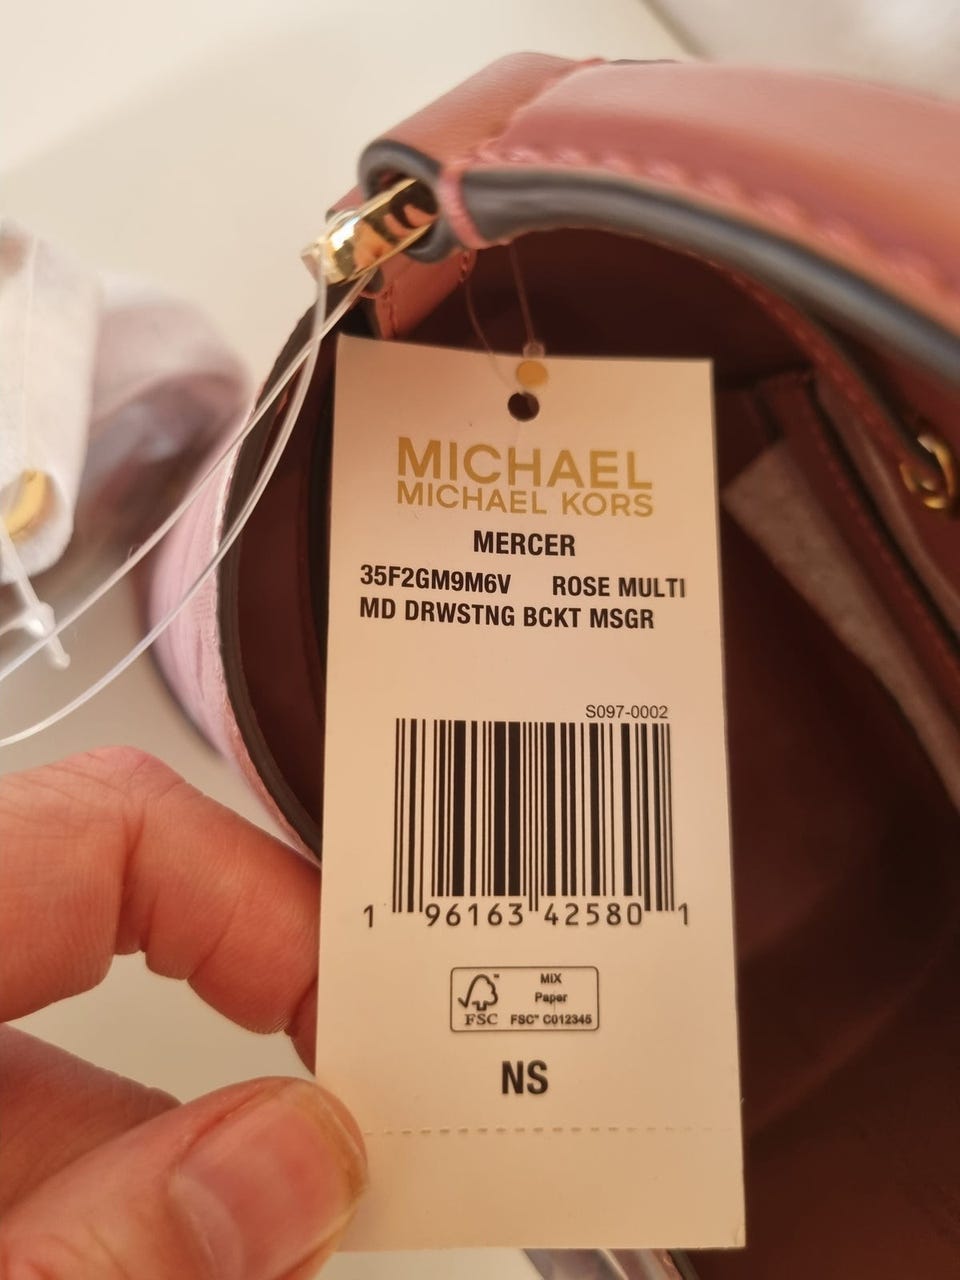 MICHAEL
MICHAEL KORS
MERCER
35F2GM9M6V ROSE MULTI
MD DRWSTNG BCKT MSGR
S097-0002
1 96163 42580 1
MIX
Paper
FSC™ C012345
FSC
NS